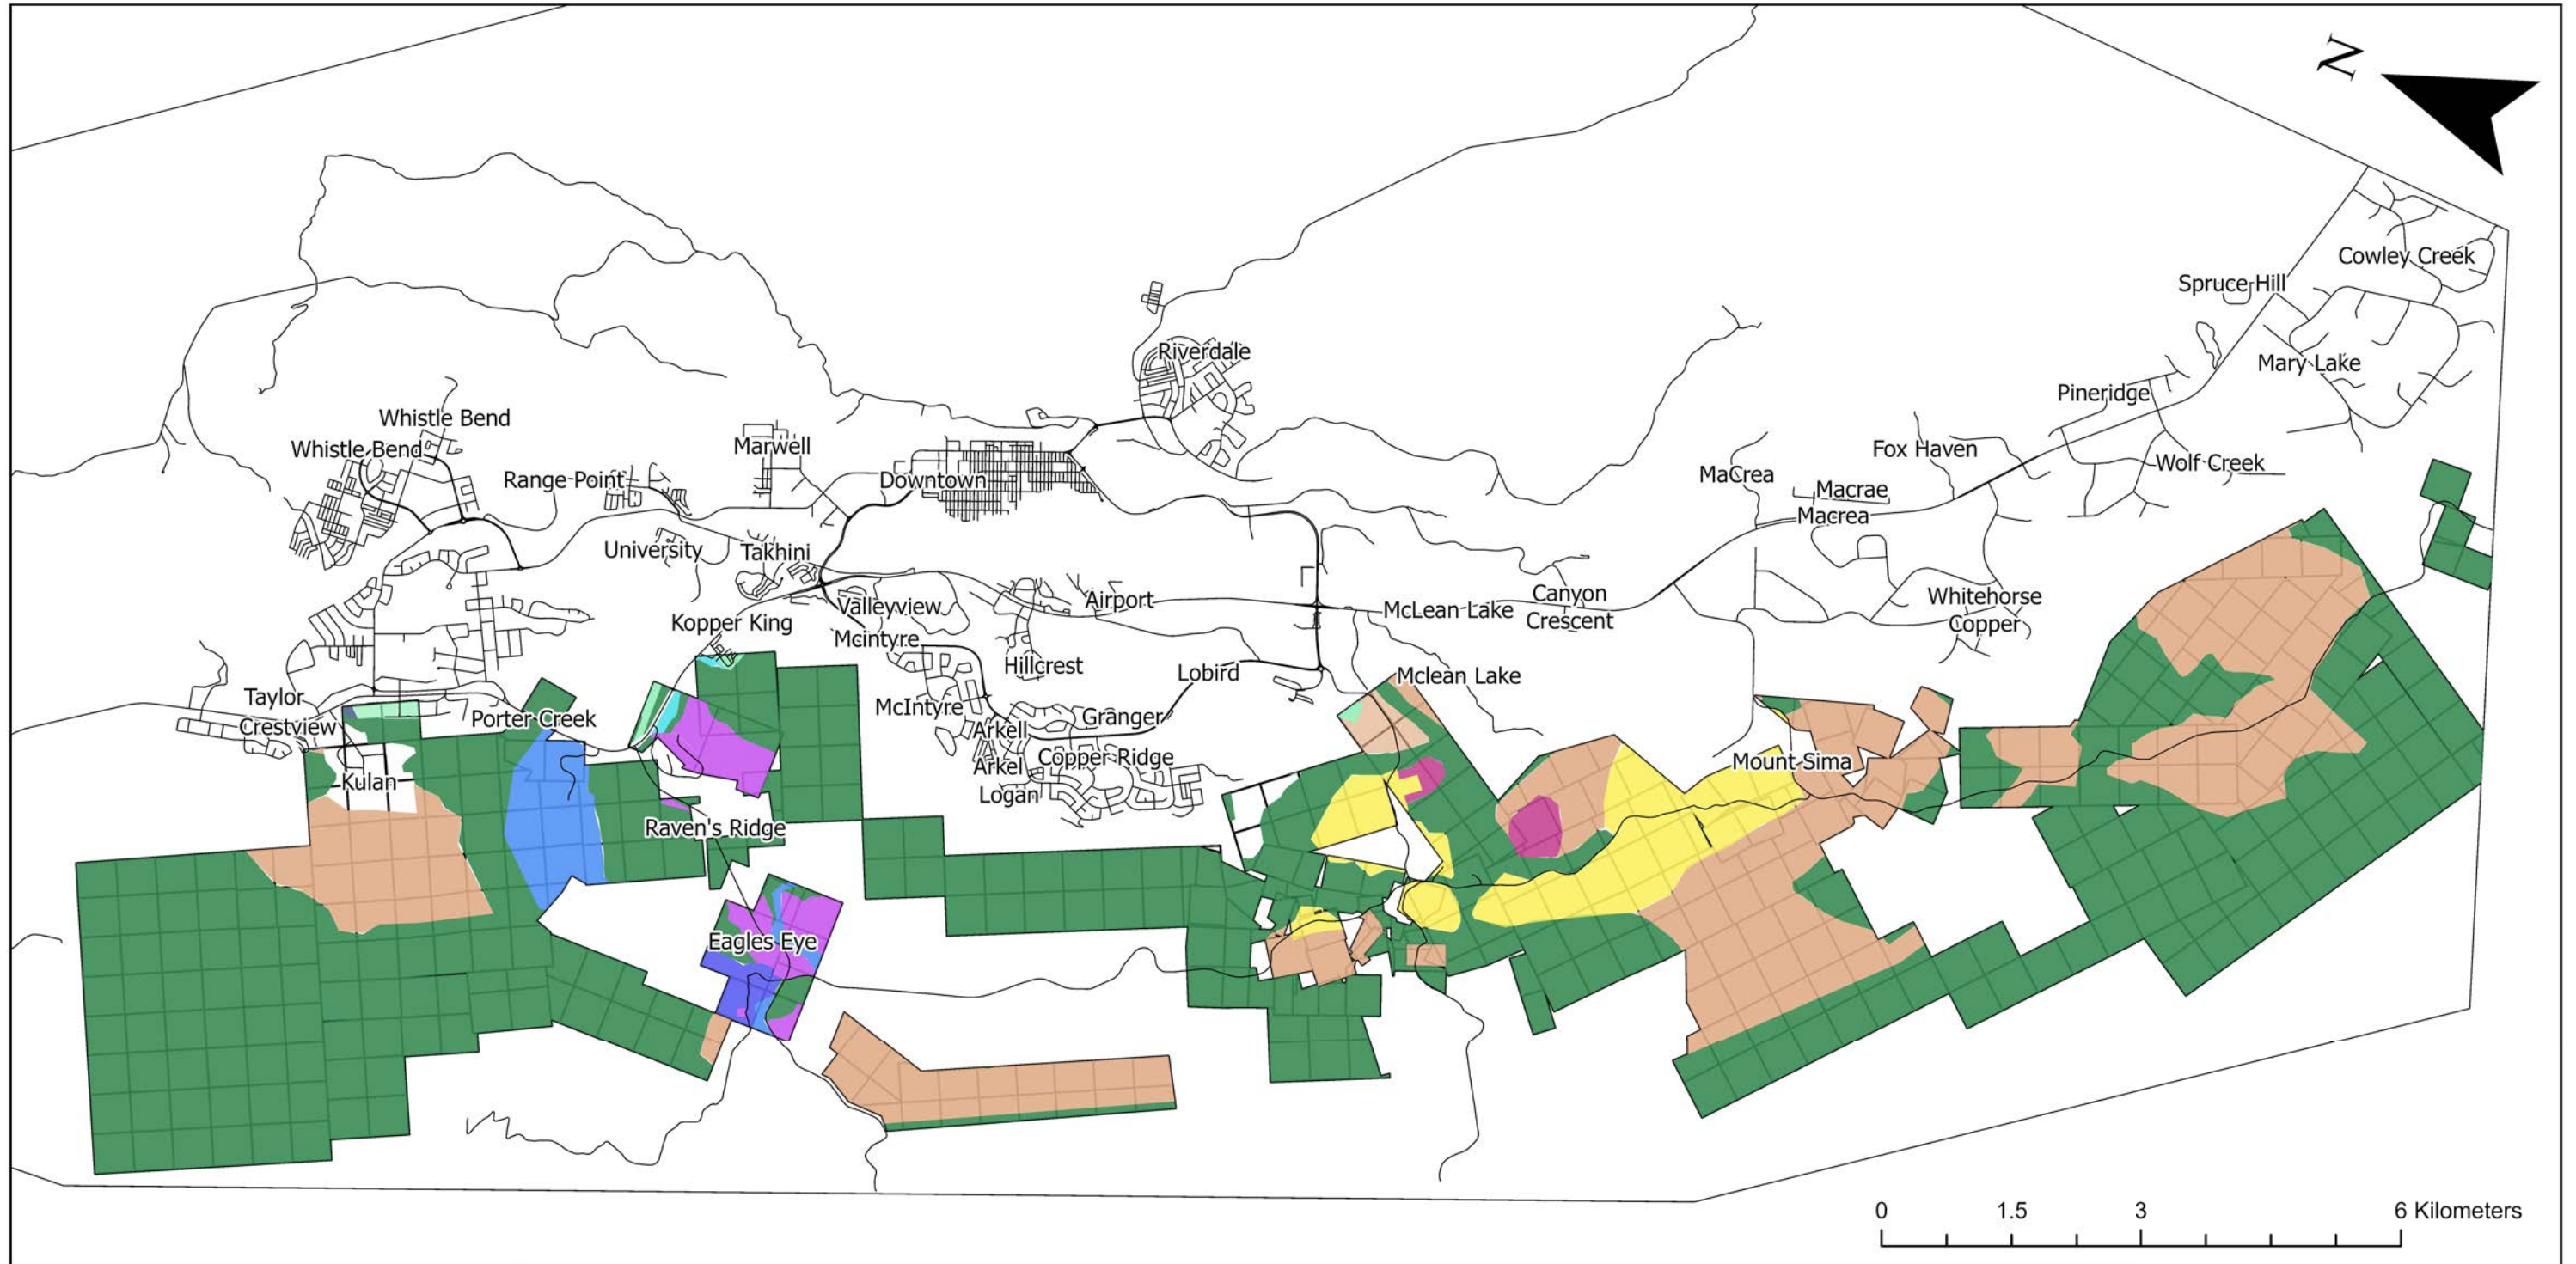 N
Cowley Creek
Spruce Hill
Riverdale
Mary Lake
Pineridge
Whistle Bend
Whistle Bend
Marwell
Fox Haven
Wolf Creek
Range Point
Downtown
MaCrea
Macrae
Macrea
University
Takhini
Valleyview
Airport
McLean Lake
Canyon
Crescent
Whitehorse
Copper
Kopper King
Mcintyre
Hillcrest
Lobird
Mclean Lake
Taylor
Crestview
Porter Creek
McIntyre
Granger
Arkell
Copper Ridge
Arkel
Logan
Mount Sima
Kulan
Raven's Ridge
Eagles Eye
0 1.5 3 6 Kilometers